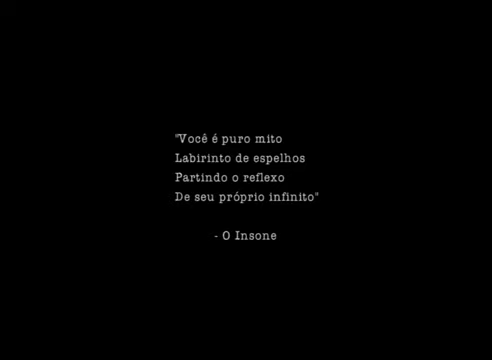 "Você é puro mito
Labirinto de espelhos
Partindo o reflexo
De seu próprio infinito"
- O Insone